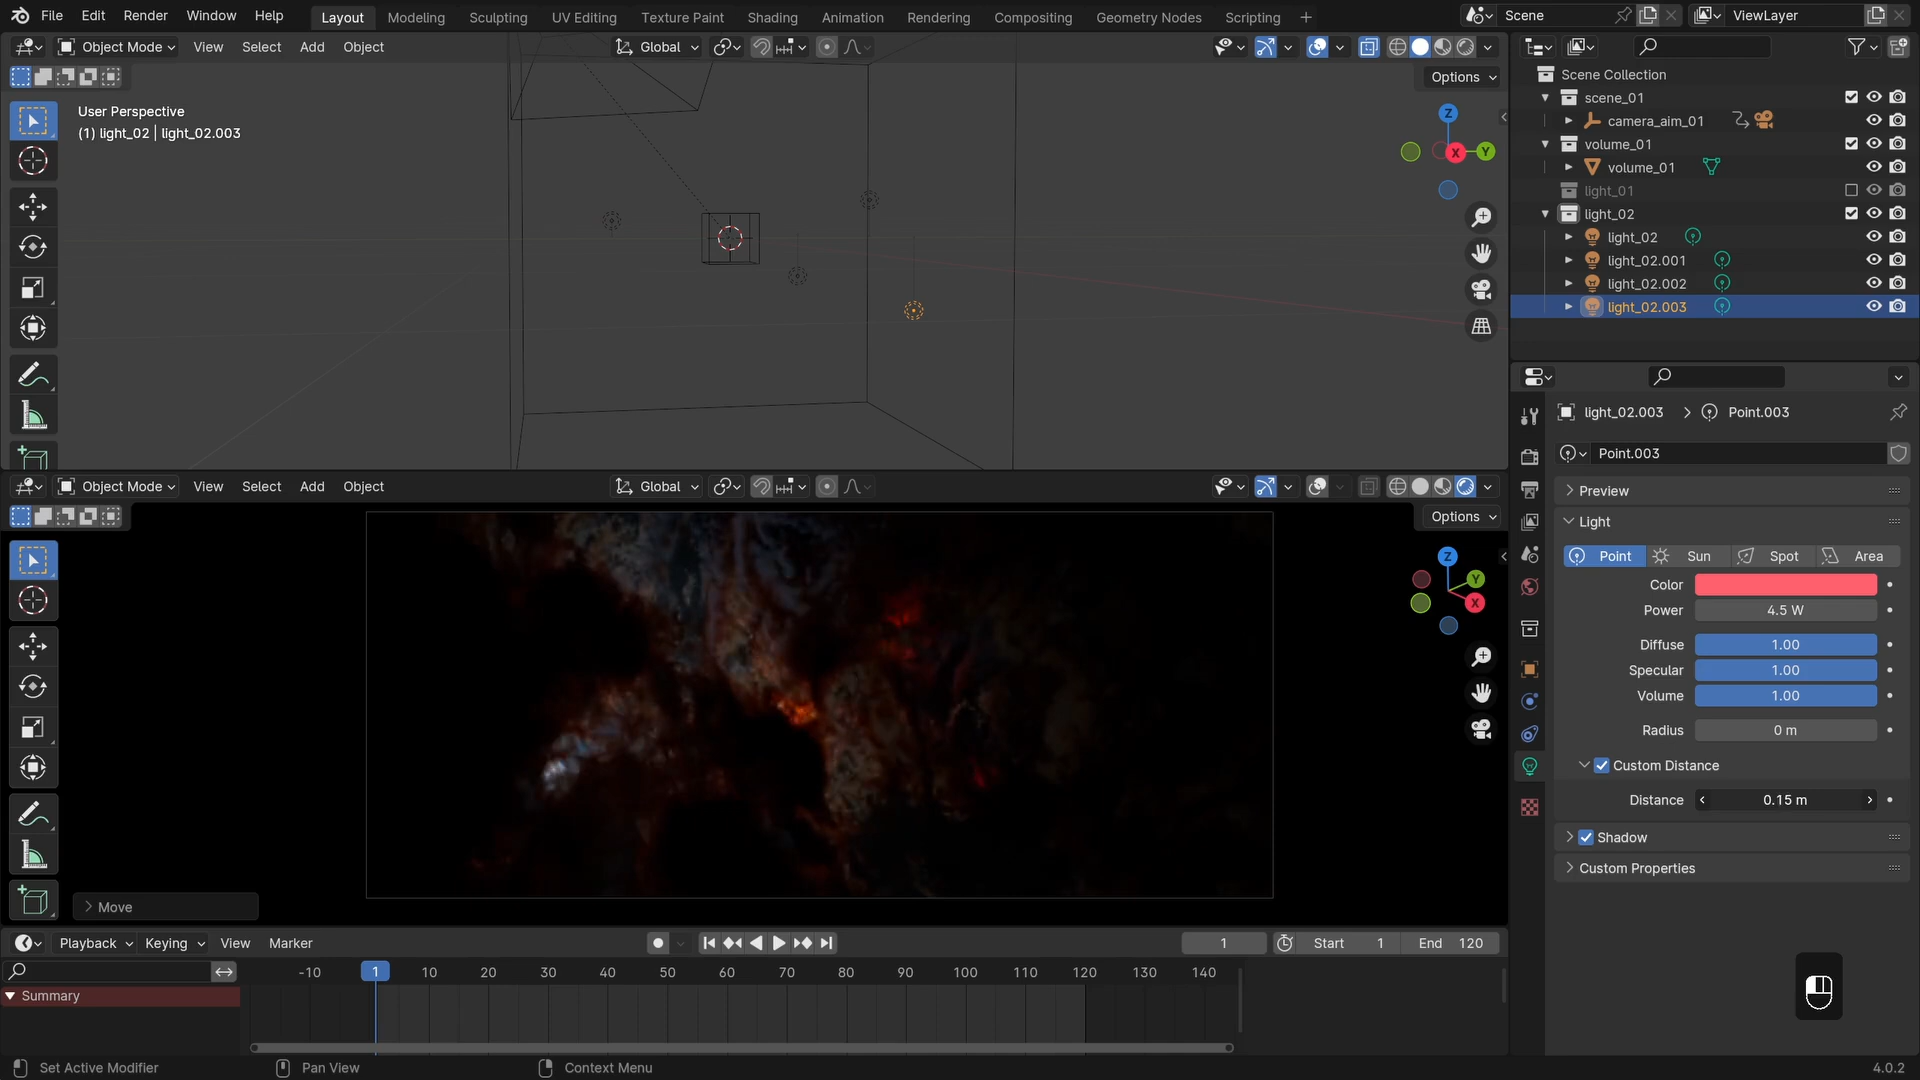 File Edit Render Window Help Layout Modeling Sculpting UV Editing Texture Paint Shading Animation Rendering Compositing Geometry Nodes Scripting + Scene ViewLayer
Object Mode View Select Add Object Global
Options
User Perspective
(1) light_02 | light_02.003
Z
X
Y
Scene Collection
scene_01
camera_aim_01
volume_01
volume_01
light_01
light_02
light_02
light_02.001
light_02.002
light_02.003
light_02.003 > Point.003
Point.003
Preview
Light
Point Sun Spot Area
Color
Power 4.5 W
Diffuse 1.00
Specular 1.00
Volume 1.00
Radius 0 m
Custom Distance
Distance 0.15 m
Shadow
Custom Properties
Object Mode View Select Add Object Global
Options
Z
Y
X
Move
Playback Keying View Marker 1 Start 1 End 120
-10 1 10 20 30 40 50 60 70 80 90 100 110 120 130 140
Summary
Set Active Modifier Pan View Context Menu 4.0.2